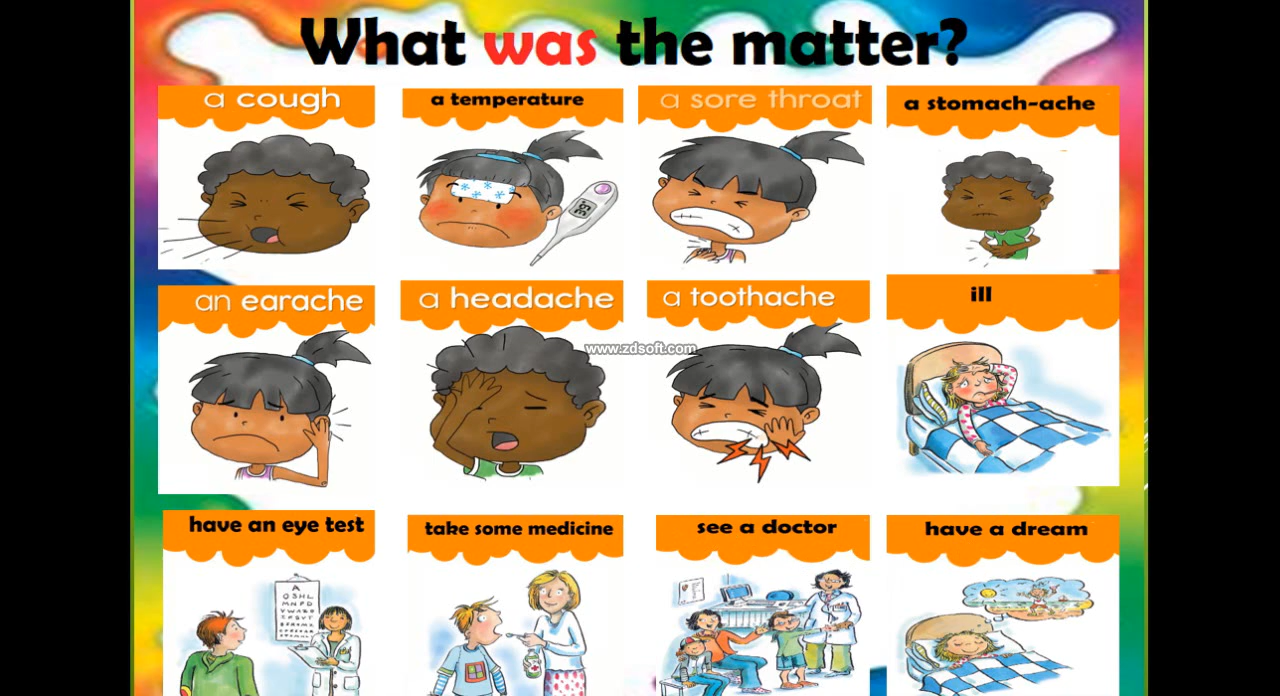 What was the matter?
a cough
a temperature
a sore throat
a stomach-ache
an earache
a headache
a toothache
ill
www.zdsoft.com
have an eye test
take some medicine
see a doctor
have a dream